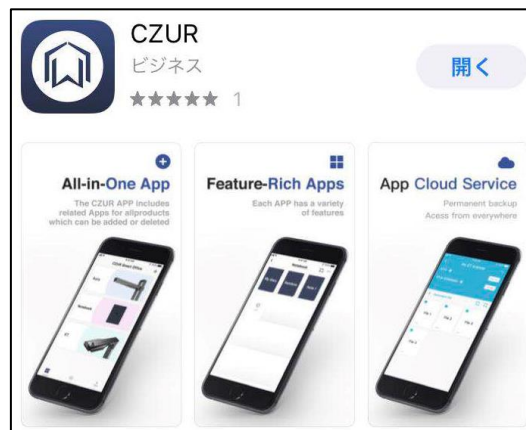 CZUR
ビジネス
開く
★★★★★ 1
All-in-One App
The CZUR APP includes
related Apps for allproducts
which can be added or deleted
Feature-Rich Apps
Each APP has a variety
of features
App Cloud Service
Permanent backup
Acess from everywhere